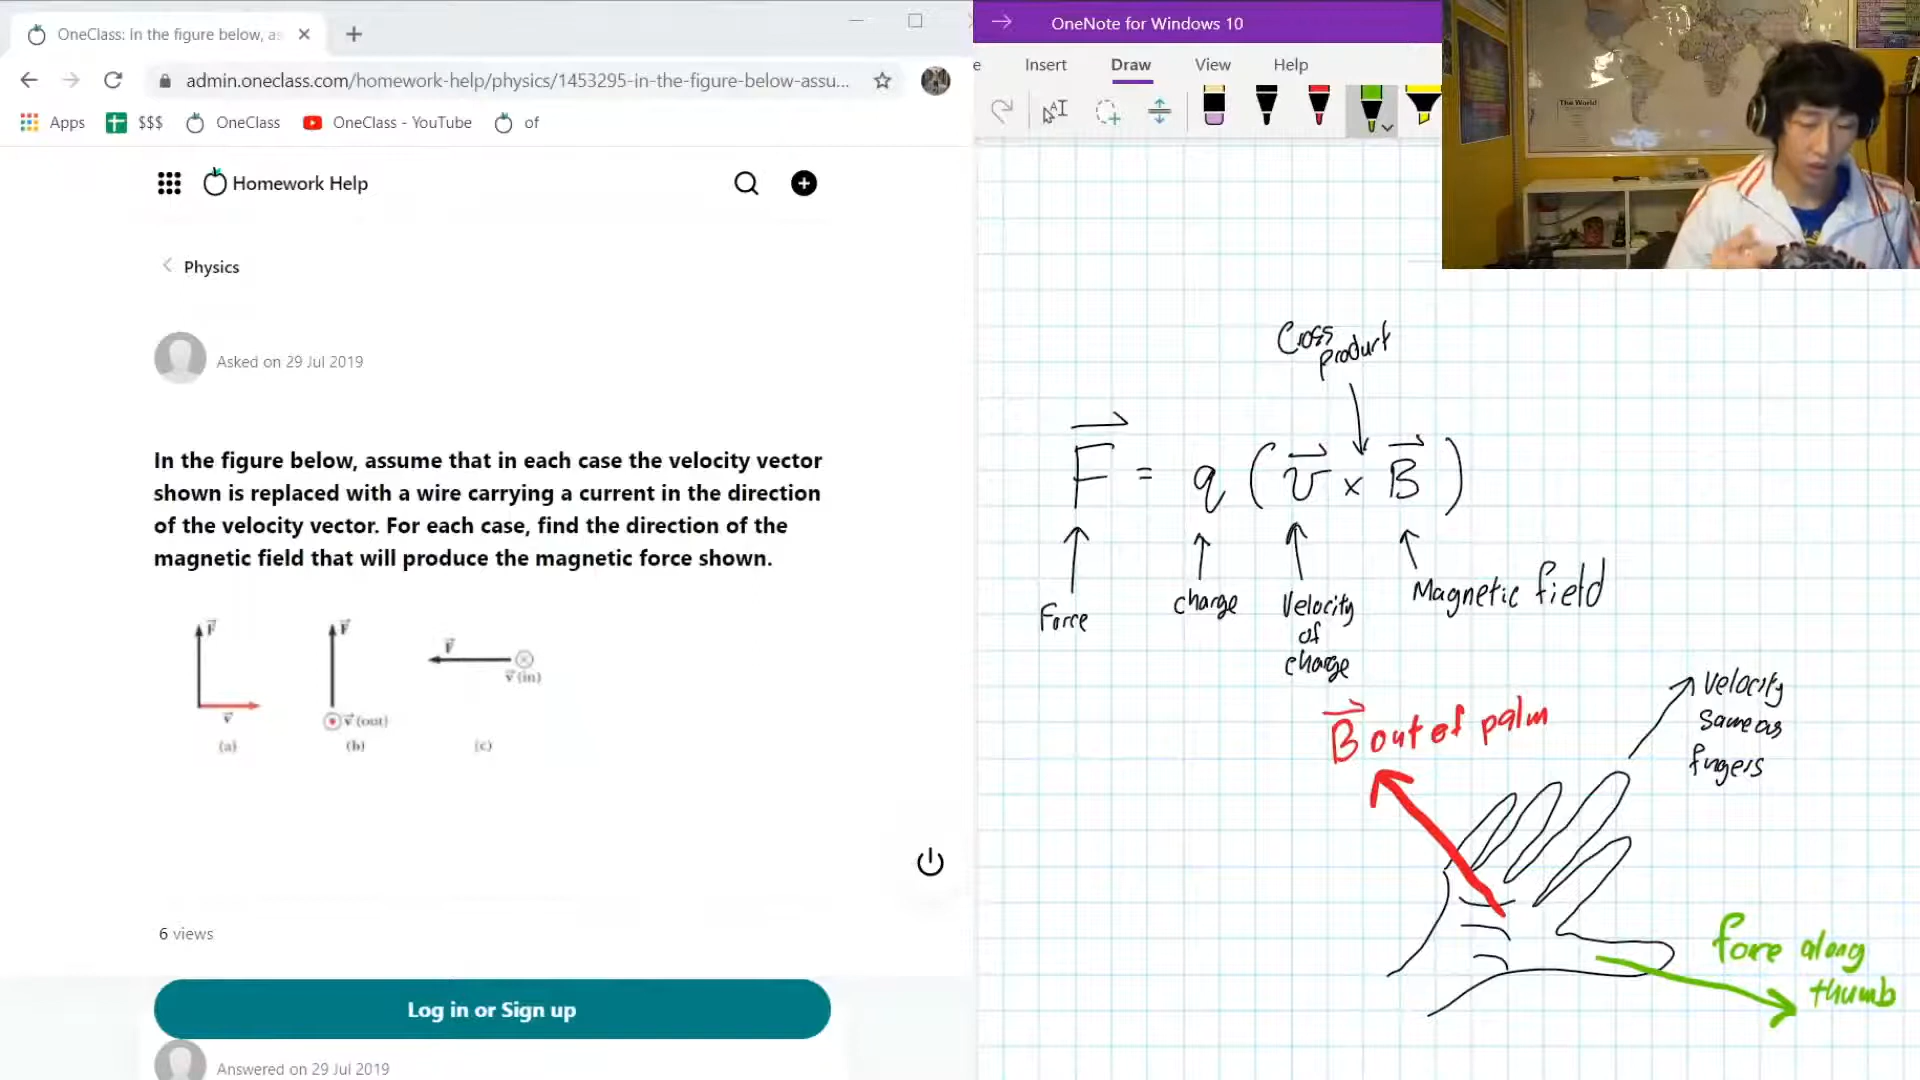 OneClass: In the figure below, as
admin.oneclass.com/homework-help/physics/1453295-in-the-figure-below-assu...
Apps
$$$
OneClass
OneClass - YouTube
of
Homework Help
Physics
Asked on 29 Jul 2019
In the figure below, assume that in each case the velocity vector
shown is replaced with a wire carrying a current in the direction
of the velocity vector. For each case, find the direction of the
magnetic field that will produce the magnetic force shown.
F
v
(a)
F
v (out)
(b)
F
v (in)
(c)
6 views
Log in or Sign up
Answered on 29 Jul 2019
OneNote for Windows 10
e Insert Draw View Help
The World
Cross
product
F = q ( v × B )
Force
charge
Velocity
of
charge
Magnetic field
B out of palm
Velocity
same as
fingers
force along
thumb